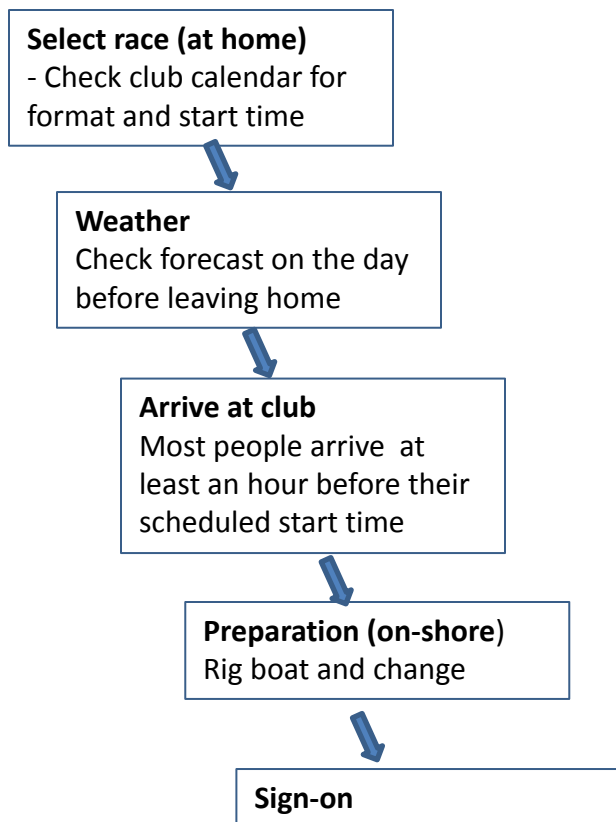 Select race (at home)
- Check club calendar for
format and start time
Weather
Check forecast on the day
before leaving home
Arrive at club
Most people arrive  at
least an hour before their
scheduled start time
Preparation (on-shore)
Rig boat and change
Sign-on